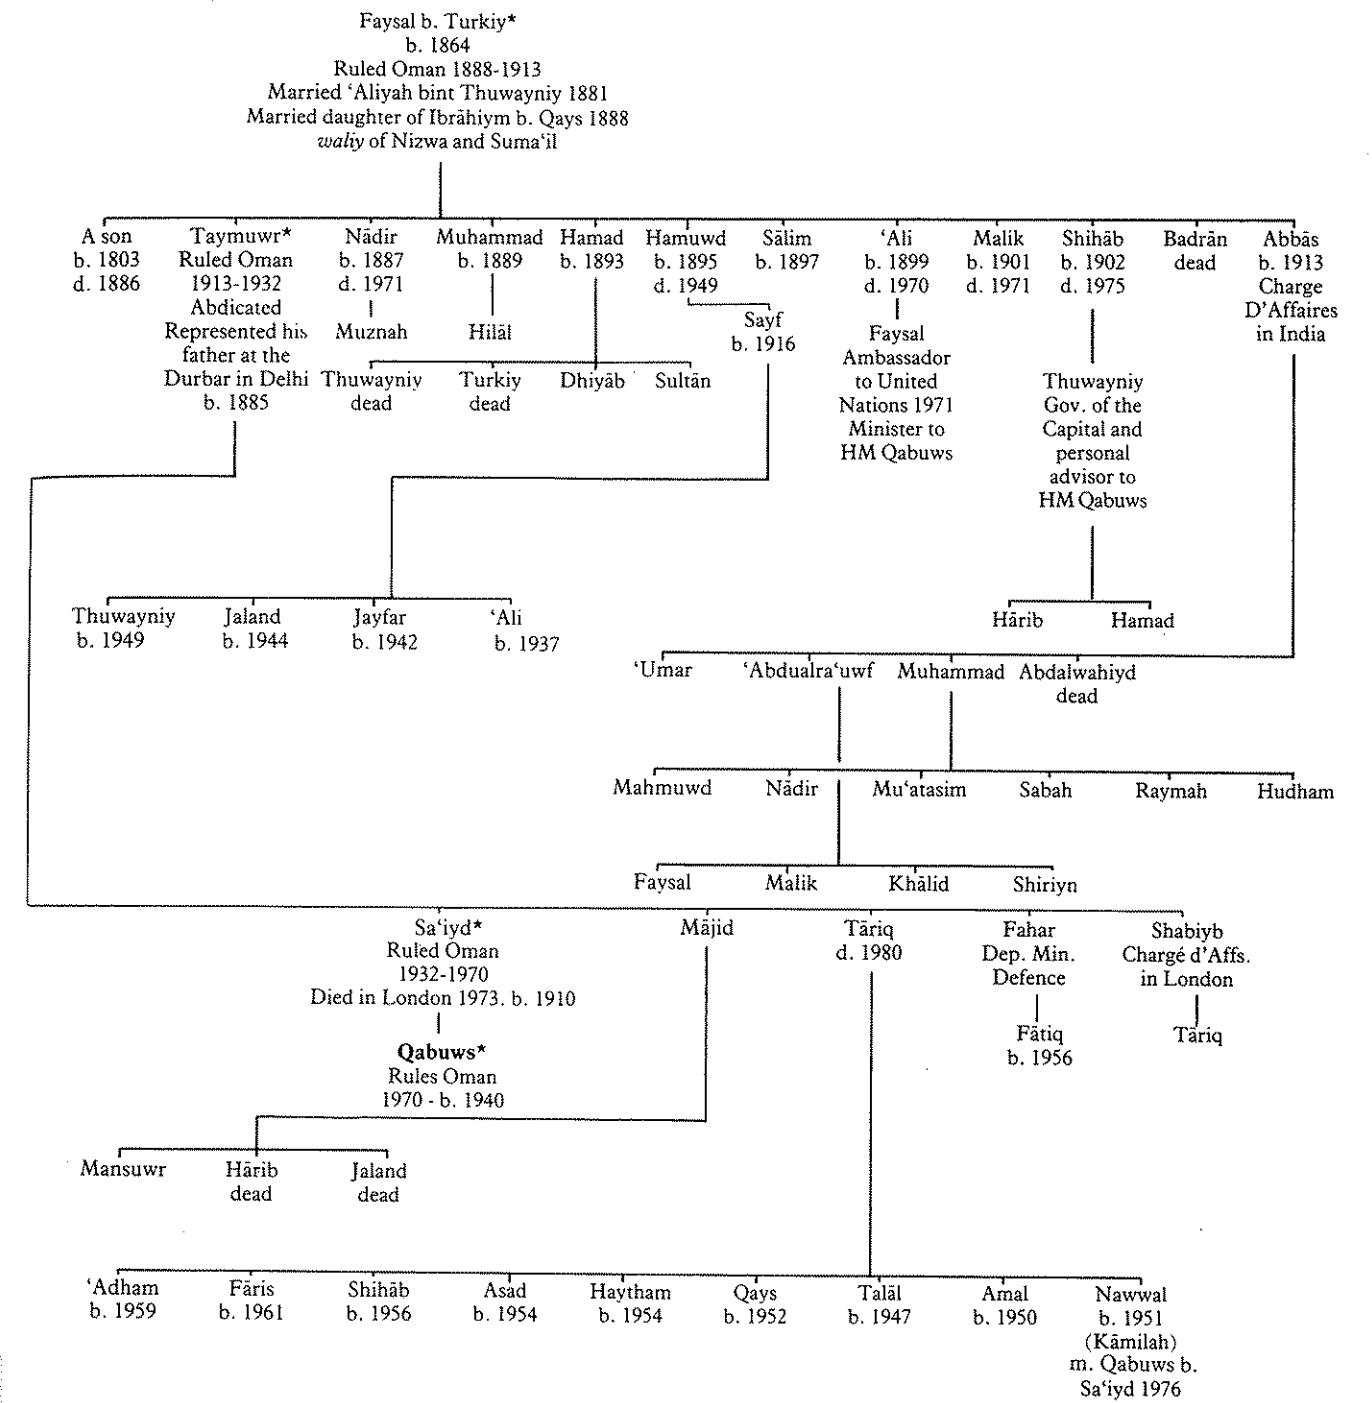 Faysal b. Turkiy*
b. 1864
Ruled Oman 1888-1913
Married ‘Aliyah bint Thuwayniy 1881
Married daughter of Ibrāhiym b. Qays 1888
waliy of Nizwa and Suma‘il
A son
b. 1803
d. 1886
Taymuwr*
Ruled Oman
1913-1932
Abdicated
Represented his
father at the
Durbar in Delhi
b. 1885
Nādir
b. 1887
d. 1971
Muznah
Muhammad
b. 1889
Hilāl
Hamad
b. 1893
Thuwayniy
dead
Turkiy
dead
Dhiyāb
Sultān
Hamuwd
b. 1895
d. 1949
Sayf
b. 1916
Sālim
b. 1897
‘Ali
b. 1899
d. 1970
Faysal
Ambassador
to United
Nations 1971
Minister to
HM Qabuws
Malik
b. 1901
d. 1971
Shihāb
b. 1902
d. 1975
Thuwayniy
Gov. of the
Capital and
personal
advisor to
HM Qabuws
Badrān
dead
Abbās
b. 1913
Charge
D’Affaires
in India
Thuwayniy
b. 1949
Jaland
b. 1944
Jayfar
b. 1942
‘Ali
b. 1937
Hārib
Hamad
‘Umar
‘Abdualra‘uwf
Muhammad
Abdalwahiyd
dead
Mahmuwd
Nādir
Mu‘atasim
Sabah
Raymah
Hudham
Faysal
Malik
Khālid
Shiriyn
Sa‘iyd*
Ruled Oman
1932-1970
Died in London 1973. b. 1910
Qabuws*
Rules Oman
1970 - b. 1940
Mājid
Tāriq
d. 1980
Fahar
Dep. Min.
Defence
Fātiq
b. 1956
Shabiyb
Chargé d’Affs.
in London
Tāriq
Mansuwr
Hārib
dead
Jaland
dead
‘Adham
b. 1959
Fāris
b. 1961
Shihāb
b. 1956
Asad
b. 1954
Haytham
b. 1954
Qays
b. 1952
Talāl
b. 1947
Amal
b. 1950
Nawwal
b. 1951
(Kāmilah)
m. Qabuws b.
Sa‘iyd 1976